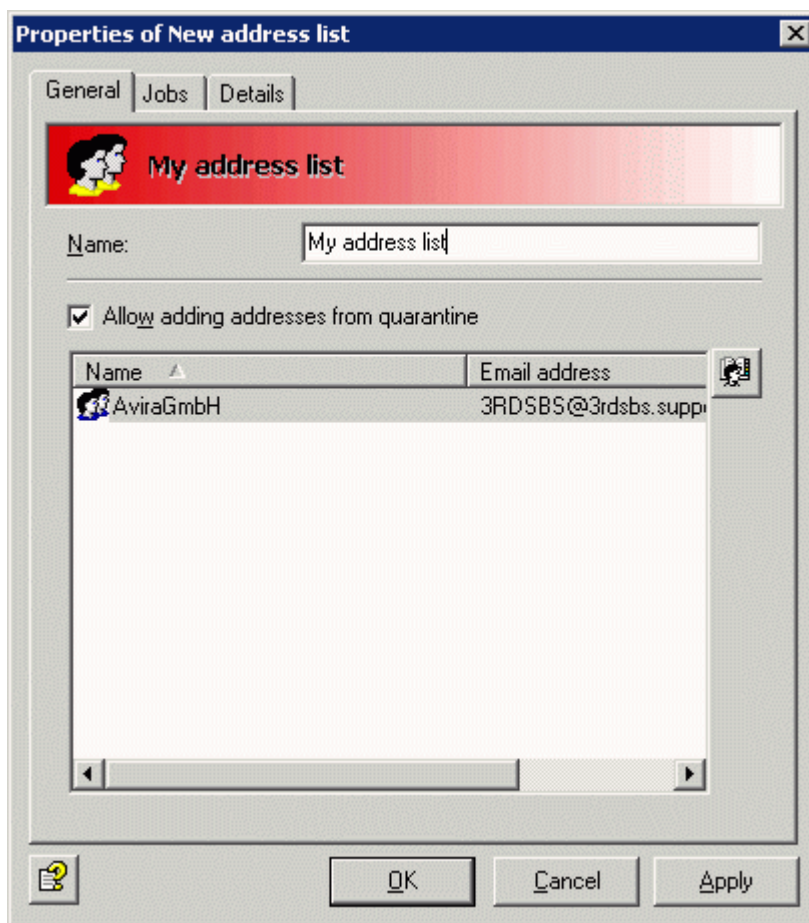 Properties of New address list
General Jobs Details
My address list
Name: My address list
Allow adding addresses from quarantine
Name Email address
AviraGmbH 3RDSBS@3rdsbs.suppo
OK Cancel Apply